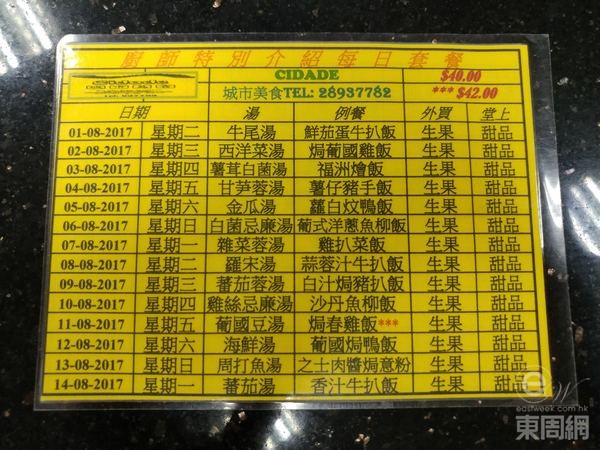 廚師特別介紹每日套餐
CIDADE $40.00
城市美食TEL: 28937782 *** $42.00
日期 湯 例餐 外買 堂上
01-08-2017 星期二 牛尾湯 鮮茄蛋牛扒飯 生果 甜品
02-08-2017 星期三 西洋菜湯 焗葡國雞飯 生果 甜品
03-08-2017 星期四 薯茸白菌湯 福洲燴飯 生果 甜品
04-08-2017 星期五 甘笋蓉湯 薯仔豬手飯 生果 甜品
05-08-2017 星期六 金瓜湯 蘿白炆鴨飯 生果 甜品
06-08-2017 星期日 白菌忌廉湯 葡式洋蔥魚柳飯 生果 甜品
07-08-2017 星期一 雜菜蓉湯 雞扒菜飯 生果 甜品
08-08-2017 星期二 羅宋湯 蒜蓉汁牛扒飯 生果 甜品
09-08-2017 星期三 蕃茄蓉湯 白汁焗豬扒飯 生果 甜品
10-08-2017 星期四 雞絲忌廉湯 沙丹魚柳飯 生果 甜品
11-08-2017 星期五 葡國豆湯 焗春雞飯*** 生果 甜品
12-08-2017 星期六 海鮮湯 葡國焗鴨飯 生果 甜品
13-08-2017 星期日 周打魚湯 之士肉醬焗意粉 生果 甜品
14-08-2017 星期一 蕃茄湯 香汁牛扒飯 生果 甜品
eastweek.com.hk
東周網